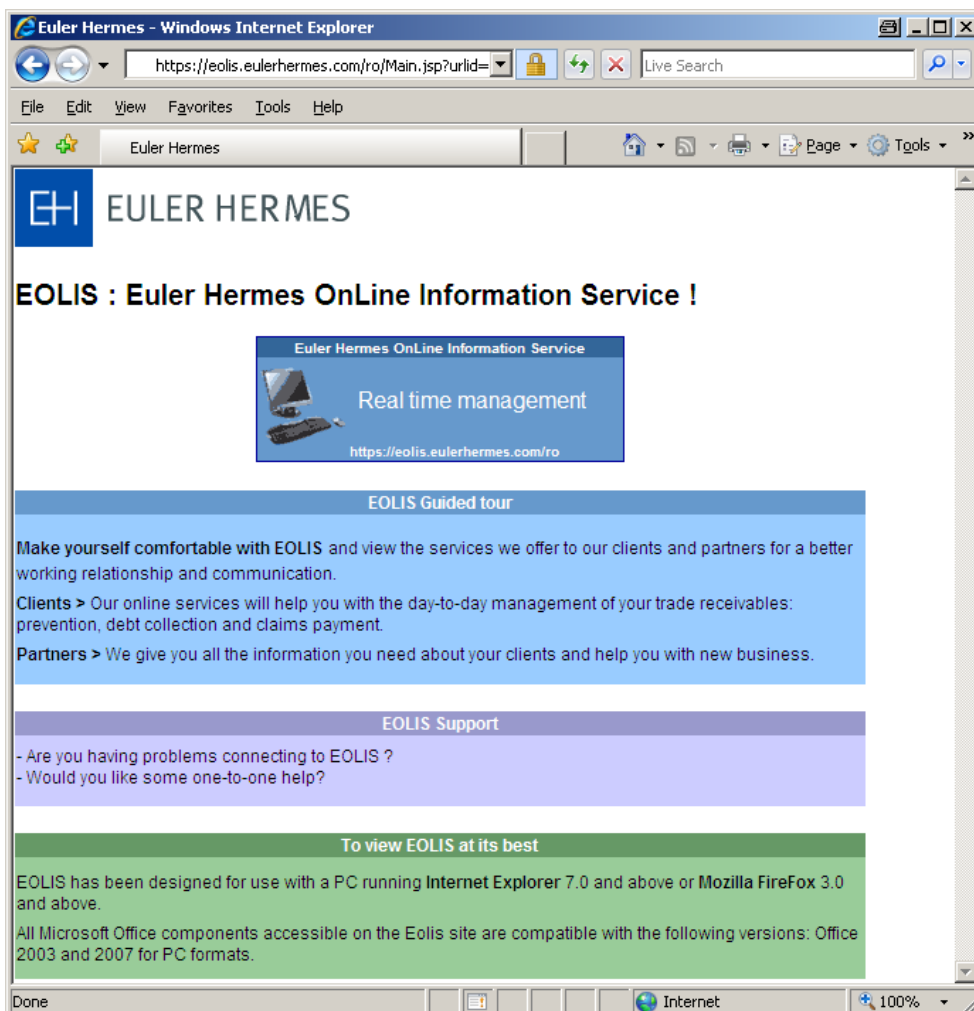 Euler Hermes - Windows Internet Explorer
https://eolis.eulerhermes.com/ro/Main.jsp?urlid=
Live Search
File Edit View Favorites Tools Help
Euler Hermes
Page Tools »
EH EULER HERMES
EOLIS : Euler Hermes OnLine Information Service !
Euler Hermes OnLine Information Service
Real time management
https://eolis.eulerhermes.com/ro
EOLIS Guided tour
Make yourself comfortable with EOLIS and view the services we offer to our clients and partners for a better
working relationship and communication.
Clients > Our online services will help you with the day-to-day management of your trade receivables:
prevention, debt collection and claims payment.
Partners > We give you all the information you need about your clients and help you with new business.
EOLIS Support
- Are you having problems connecting to EOLIS ?
- Would you like some one-to-one help?
To view EOLIS at its best
EOLIS has been designed for use with a PC running Internet Explorer 7.0 and above or Mozilla FireFox 3.0
and above.
All Microsoft Office components accessible on the Eolis site are compatible with the following versions: Office
2003 and 2007 for PC formats.
Done
Internet
100%